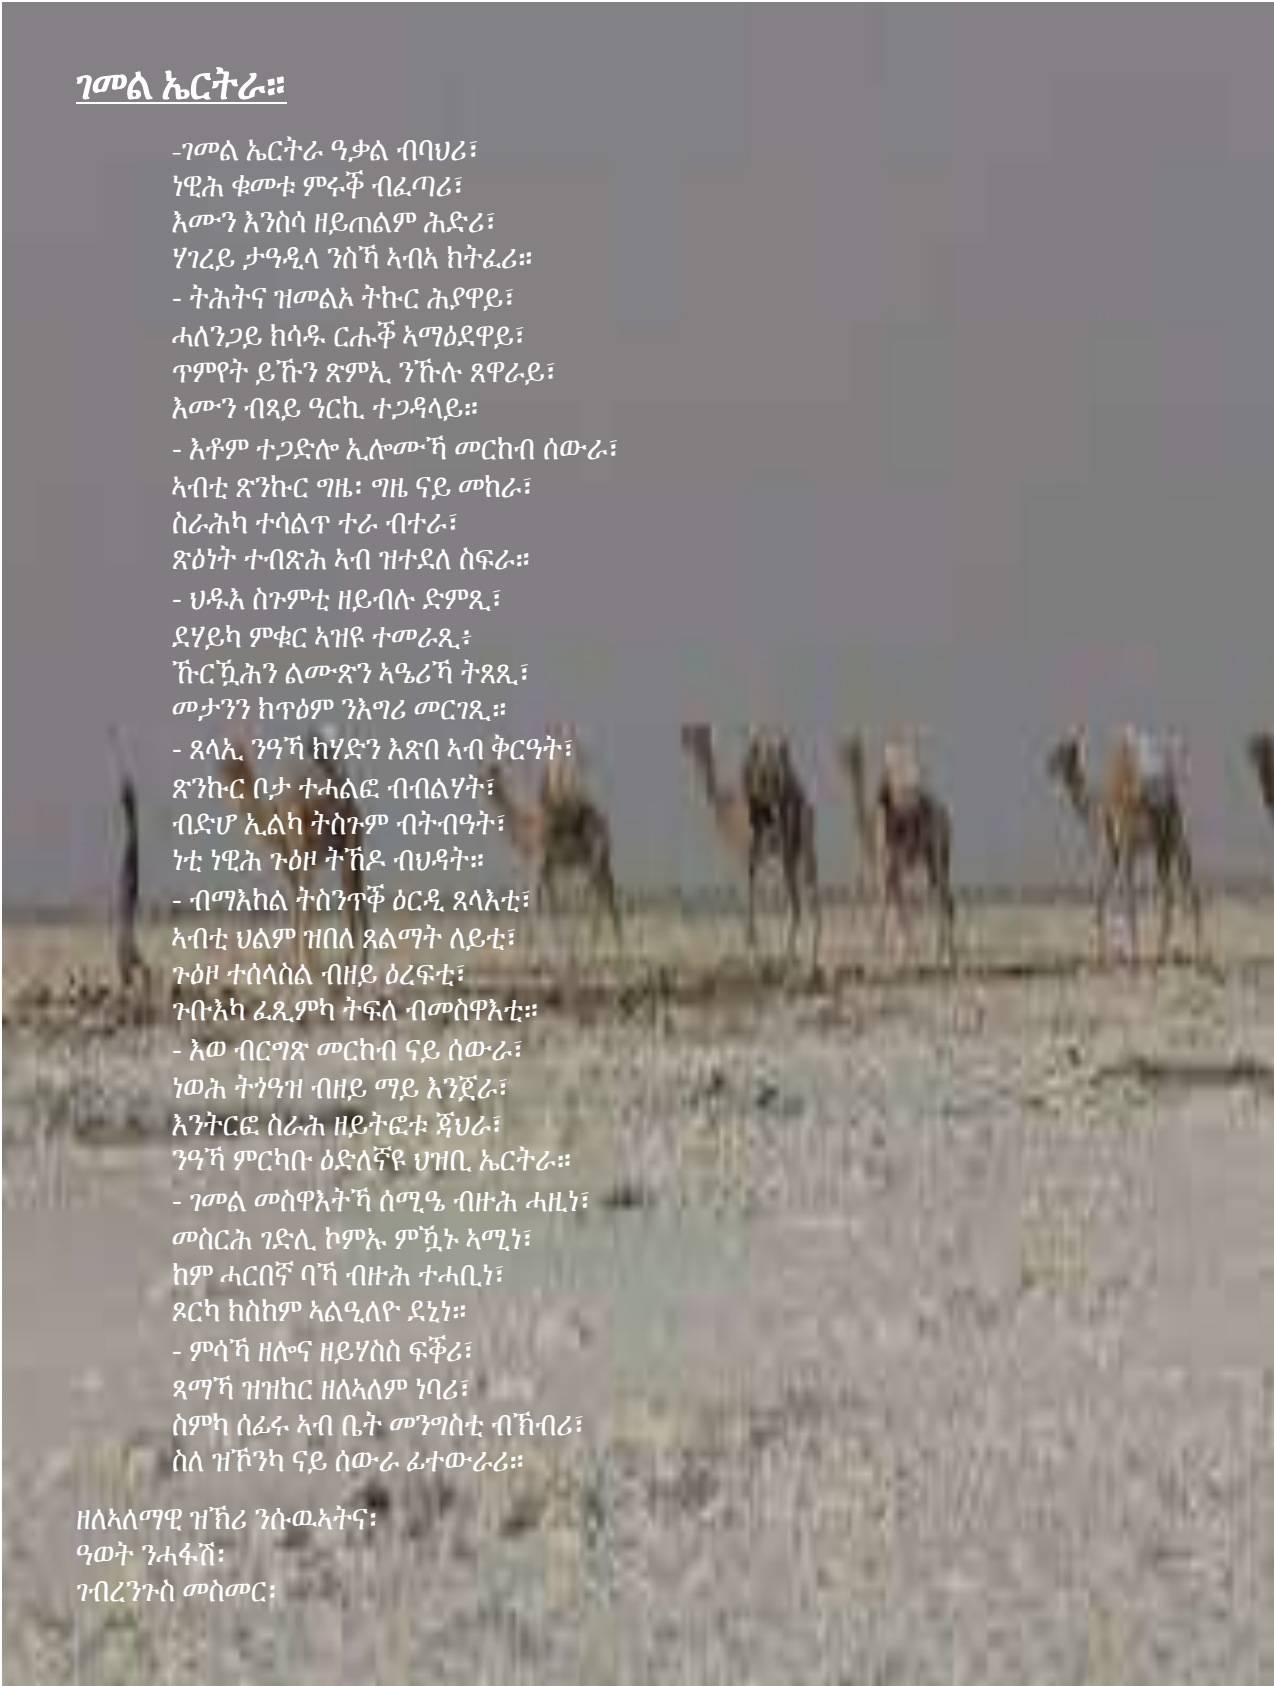 ገመል ኤርትራ።
-ገመል ኤርትራ ዓቃል ብባህሪ፣
ነዊሕ ቁመቱ ምሩቕ ብፈጣሪ፣
እሙን እንስሳ ዘይጠልም ሕድሪ፣
ሃገረይ ታዓዲላ ንስኻ ኣብኣ ክትፈሪ።
- ትሕትና ዝመልኦ ትኩር ሕያዋይ፣
ሓለንጋይ ክሳዱ ርሑቕ ኣማዕደዋይ፣
ጥምየት ይኹን ጽምኢ ንኹሉ ጸዋራይ፣
እሙን ብጻይ ዓርኪ ተጋዳላይ።
- እቶም ተጋድሎ ኢሎሙኻ መርከብ ሰውራ፣
ኣብቲ ጽንኩር ግዜ፡ ግዜ ናይ መከራ፣
ስራሕካ ተሳልጥ ተራ ብተራ፣
ጽዕነት ተብጽሕ ኣብ ዝተደለ ስፍራ።
- ህዱእ ስጉምቲ ዘይብሉ ድምጺ፣
ደሃይካ ምቁር ኣዝዩ ተመራጺ፥
ኹርዃሕን ልሙጽን ኣዔሪኻ ትጸጺ፣
መታንን ክጥዕም ንእግሪ መርገጺ።
- ጸላኢ ንዓኻ ክሃድን እጽበ ኣብ ቅርዓት፣
ጽንኩር ቦታ ተሓልፎ ብብልሃት፣
ብድሆ ኢልካ ትስጉም ብትብዓት፣
ነቲ ነዊሕ ጉዕዞ ትኸዶ ብህዳት።
- ብማእከል ትስንጥቕ ዕርዲ ጸላእቲ፣
ኣብቲ ህልም ዝበለ ጸልማት ለይቲ፣
ጉዕዞ ተሰላስል ብዘይ ዕረፍቲ፣
ጉቡእካ ፈጺምካ ትፍለ ብመስዋእቲ።
- እወ ብርግጽ መርከብ ናይ ሰውራ፣
ነወሕ ትጎዓዝ ብዘይ ማይ እንጀራ፣
እንትርፎ ስራሕ ዘይትፎቱ ጃህራ፣
ንዓኻ ምርካቡ ዕድለኛዩ ህዝቢ ኤርትራ።
- ገመል መስዋእትኻ ሰሚዔ ብዙሕ ሓዚነ፣
መስርሕ ገድሊ ኮምኡ ምዃኑ ኣሚነ፣
ከም ሓርበኛ ባኻ ብዙሕ ተሓቢነ፣
ጾርካ ክስከም ኣልዒለዮ ደኒነ።
- ምሳኻ ዘሎና ዘይሃስስ ፍቕሪ፣
ጻማኻ ዝዝከር ዘለኣለም ነባሪ፣
ስምካ ሰፊሩ ኣብ ቤት መንግስቲ ብኽብሪ፣
ስለ ዝኾንካ ናይ ሰውራ ፊተውራሪ።
ዘለኣለማዊ ዝኽሪ ንሱዉኣትና፡
ዓወት ንሓፋሽ፡
ገብረንጉስ መስመር፡